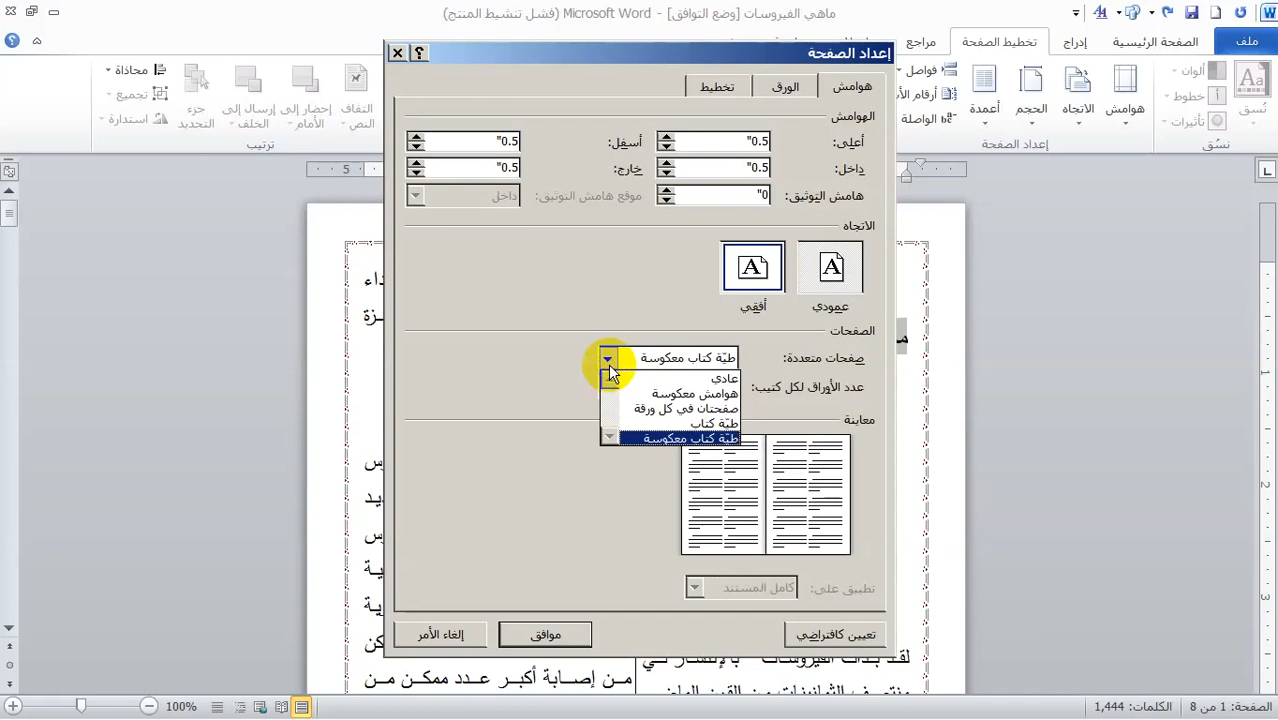 ماهي الفيروسات [وضع التوافق] - Microsoft Word (فشل تنشيط المنتج)
ملف
الصفحة الرئيسية
إدراج
تخطيط الصفحة
مراجع
Aa
نُسق
ألوان
خطوط
تأثيرات
نسُق
هوامش
الاتجاه
الحجم
أعمدة
فواصل
أرقام الأ
الواصلة
إعداد الصفحة
التفاف
النص
إحضار إلى
الأمام
إرسال إلى
الخلف
جزء
التحديد
محاذاة
تجميع
استدارة
ترتيب
إعداد الصفحة
هوامش
الورق
تخطيط
الهوامش
أعلى: 0.5" أسفل: 0.5"
داخل: 0.5" خارج: 0.5"
هامش التوثيق: 0" موقع هامش التوثيق: داخل
الاتجاه
عمودي
أفقي
الصفحات
صفحات متعددة: طيّة كتاب معكوسة
عادي
هوامش معكوسة
صفحتان في كل ورقة
طيّة كتاب
طيّة كتاب معكوسة
عدد الأوراق لكل كتيب:
معاينة
تطبيق على: كامل المستند
تعيين كافتراضي
موافق
إلغاء الأمر
من إصابة أكبر عدد ممكن من
الصفحة: 1 من 8
الكلمات: 1,444
100%